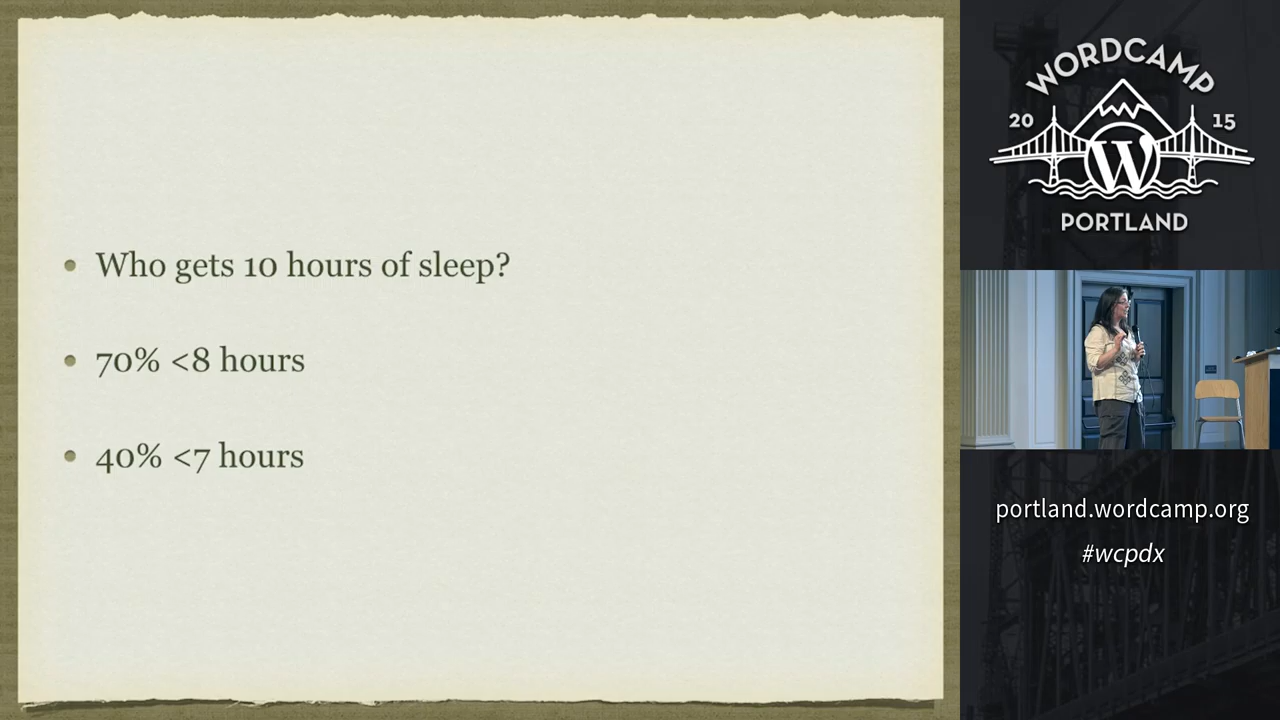 Who gets 10 hours of sleep?
70% <8 hours
40% <7 hours
WORDCAMP
20 15
W
PORTLAND
portland.wordcamp.org
#wcpdx